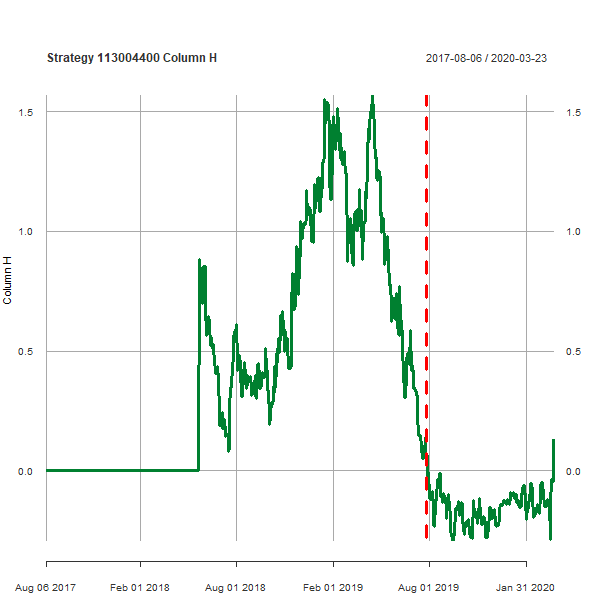 Strategy 113004400 Column H
2017-08-06 / 2020-03-23
1.5
1.5
1.0
1.0
Column H
0.5
0.5
0.0
0.0
Aug 06 2017
Feb 01 2018
Aug 01 2018
Feb 01 2019
Aug 01 2019
Jan 31 2020